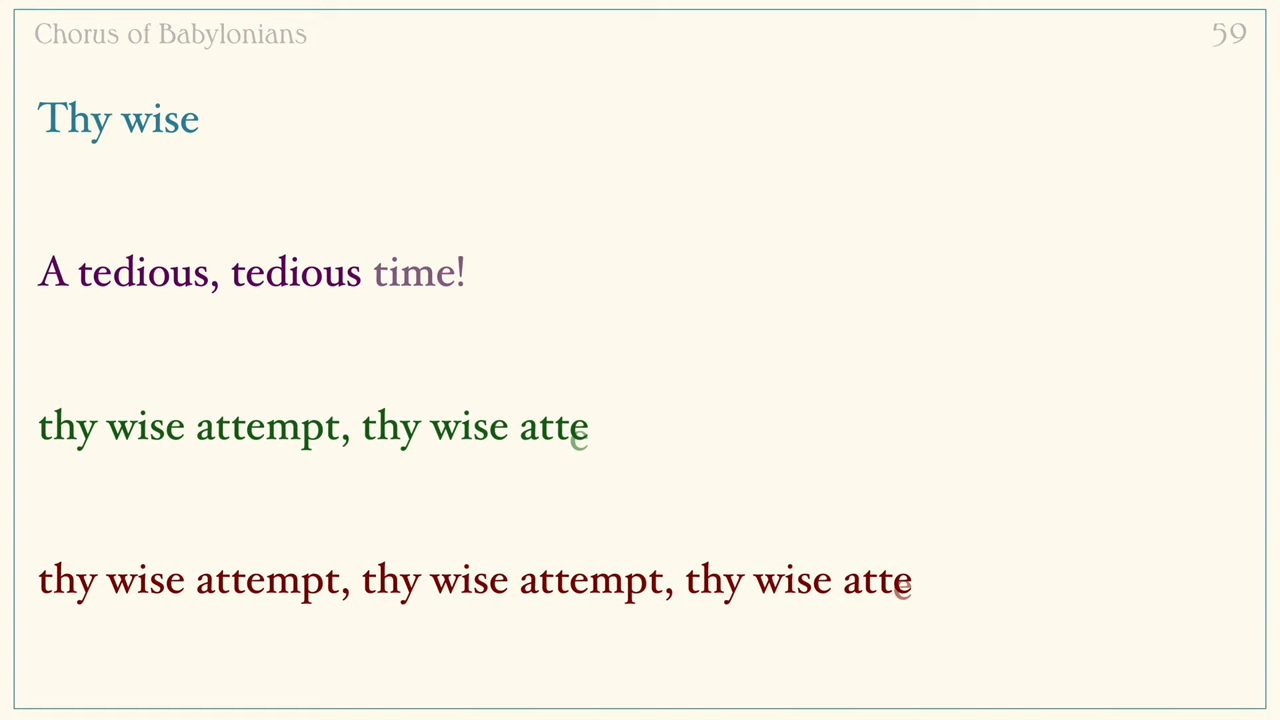 Chorus of Babylonians 59
Thy wise
A tedious, tedious time!
thy wise attempt, thy wise atte
thy wise attempt, thy wise attempt, thy wise atte